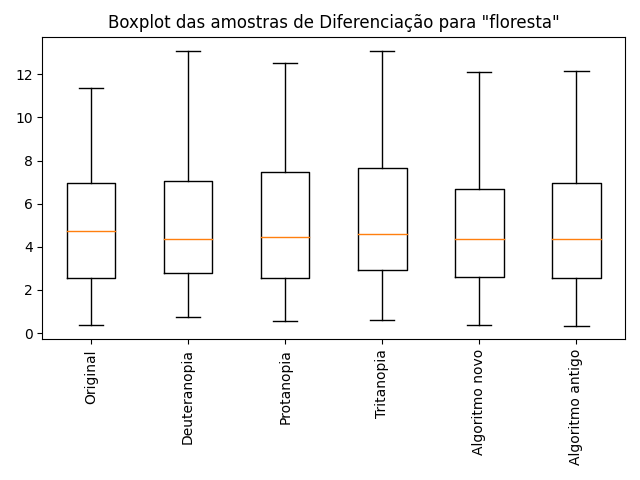 Boxplot das amostras de Diferenciação para "floresta"
12
10
8
6
4
2
0
Original
Deuteranopia
Protanopia
Tritanopia
Algoritmo novo
Algoritmo antigo